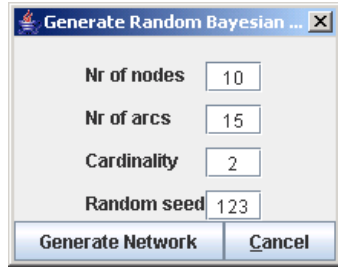 Generate Random Bayesian ...
Nr of nodes 10
Nr of arcs 15
Cardinality 2
Random seed 123
Generate Network Cancel